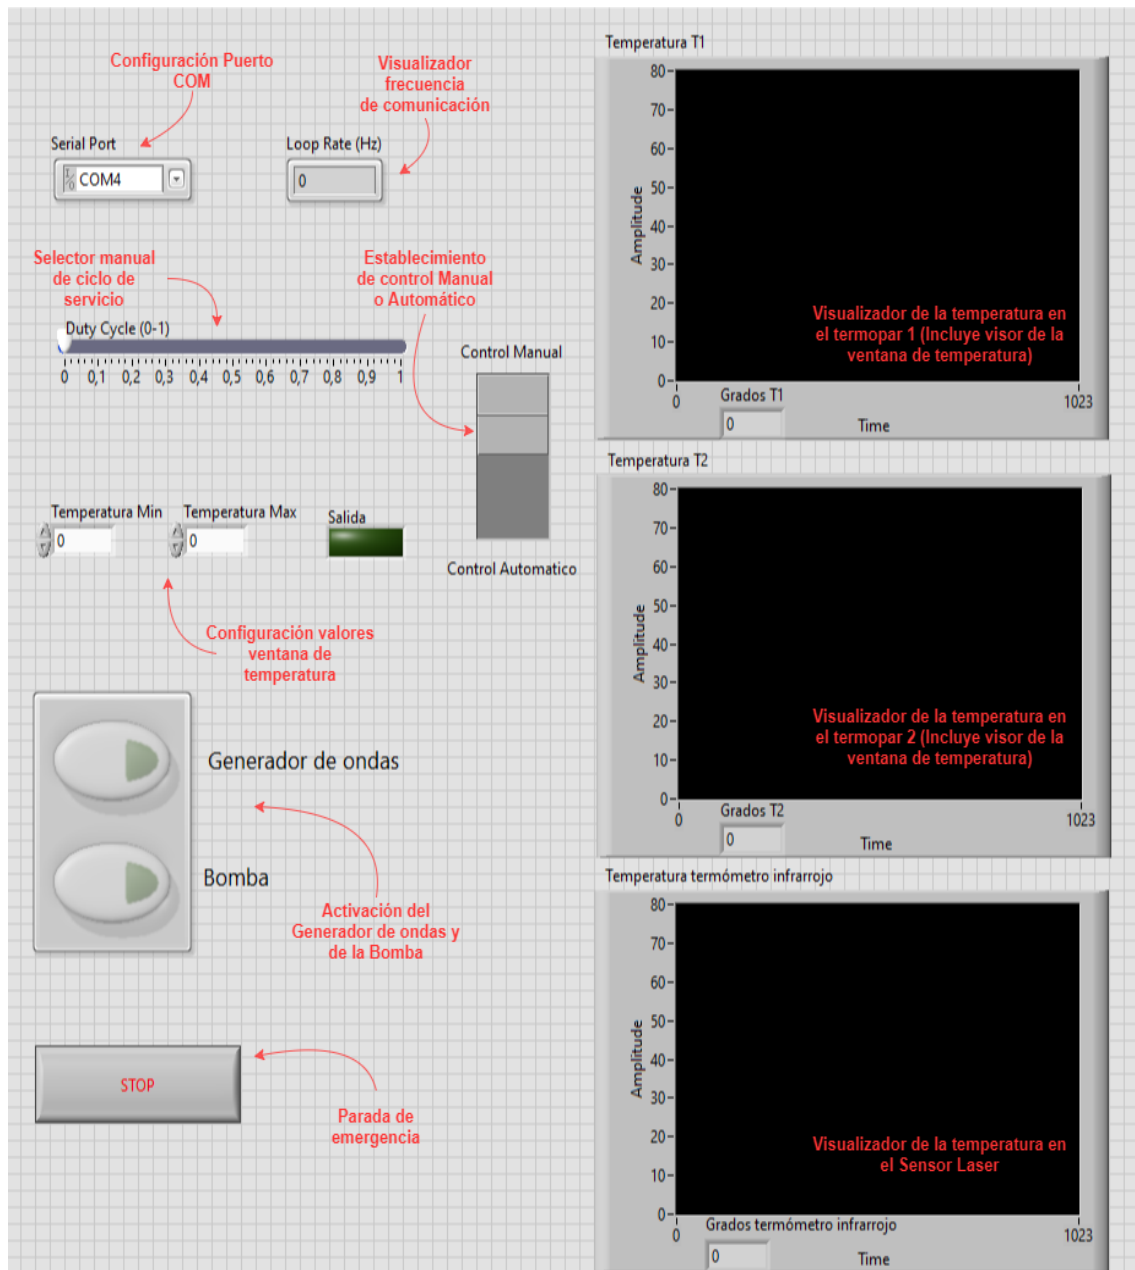 Configuración Puerto
COM
Visualizador
frecuencia
de comunicación
Serial Port
Loop Rate (Hz)
COM4
0
Selector manual
de ciclo de
servicio
Establecimiento
de control Manual
o Automático
Duty Cycle (0-1)
0 0,1 0,2 0,3 0,4 0,5 0,6 0,7 0,8 0,9 1
Control Manual
Control Automatico
Temperatura Min
0
Temperatura Max
0
Salida
Configuración valores
ventana de
temperatura
Generador de ondas
Bomba
Activación del
Generador de ondas y
de la Bomba
STOP
Parada de
emergencia
Temperatura T1
Amplitude
80
70
60
50
40
30
20
10
0
Visualizador de la temperatura en
el termopar 1 (Incluye visor de la
ventana de temperatura)
0
1023
Grados T1
0
Time
Temperatura T2
Amplitude
80
70
60
50
40
30
20
10
0
Visualizador de la temperatura en
el termopar 2 (Incluye visor de la
ventana de temperatura)
0
1023
Grados T2
0
Time
Temperatura termómetro infrarrojo
Amplitude
80
70
60
50
40
30
20
10
0
Visualizador de la temperatura en
el Sensor Laser
0
1023
Grados termómetro infrarrojo
0
Time